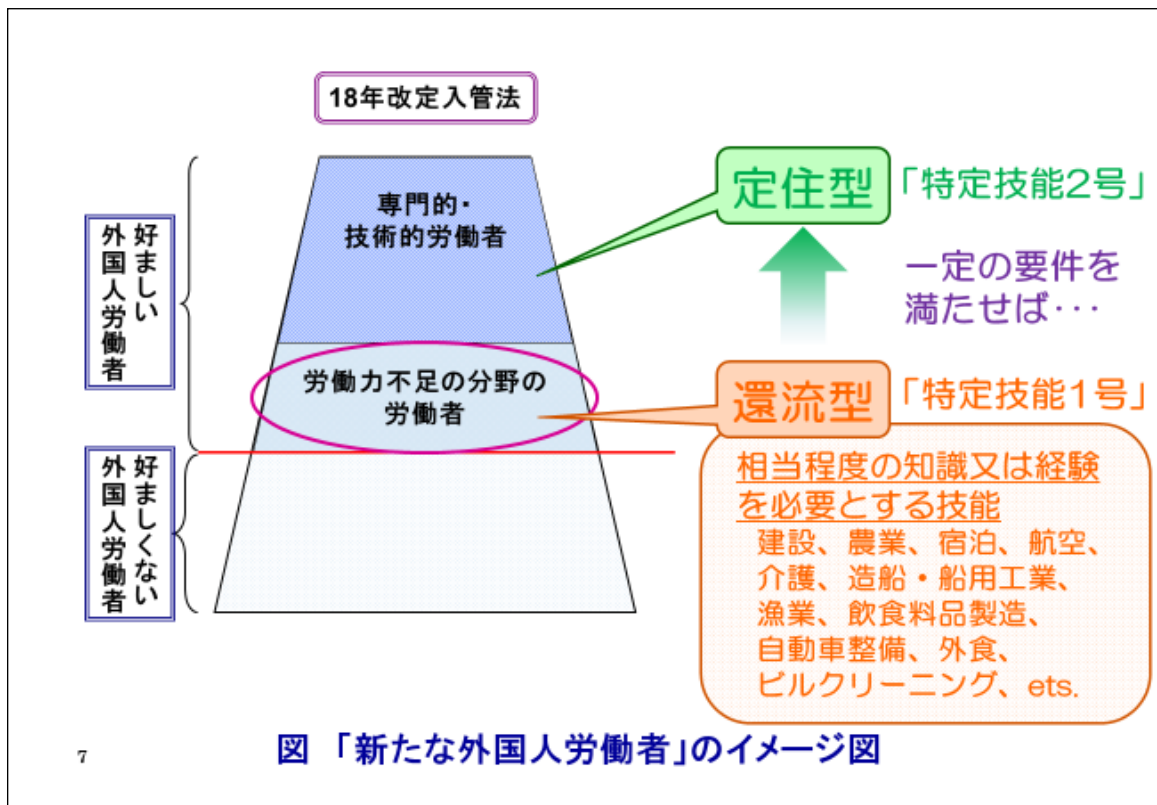 18年改定入管法
専門的・
技術的労働者
労働力不足の分野の
労働者
好ましい
外国人労働者
好ましくない
外国人労働者
定住型
「特定技能2号」
一定の要件を
満たせば･･･
還流型
「特定技能1号」
相当程度の知識又は経験
を必要とする技能
建設、農業、宿泊、航空、
介護、造船・船用工業、
漁業、飲食料品製造、
自動車整備、外食、
ビルクリーニング、ets.
図 「新たな外国人労働者」のイメージ図
7